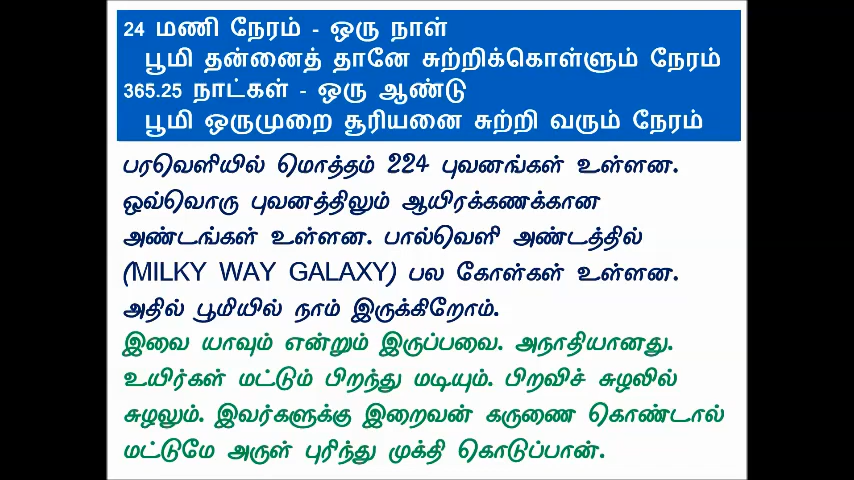 24 மணி நேரம் - ஒரு நாள்
பூமி தன்னைத் தானே சுற்றிக்கொள்ளும் நேரம்
365.25 நாட்கள் - ஒரு ஆண்டு
பூமி ஒருமுறை சூரியனை சுற்றி வரும் நேரம்
பரவெளியில் மொத்தம் 224 புவனங்கள் உள்ளன.
ஒவ்வொரு புவனத்திலும் ஆயிரக்கணக்கான
அண்டங்கள் உள்ளன. பால்வெளி அண்டத்தில்
(MILKY WAY GALAXY) பல கோள்கள் உள்ளன.
அதில் பூமியில் நாம் இருக்கிறோம்.
இவை யாவும் என்றும் இருப்பவை. அநாதியானது.
உயிர்கள் மட்டும் பிறந்து மடியும். பிறவிச் சுழலில்
சுழலும். இவர்களுக்கு இறைவன் கருணை கொண்டால்
மட்டுமே அருள் புரிந்து முக்தி கொடுப்பான்.